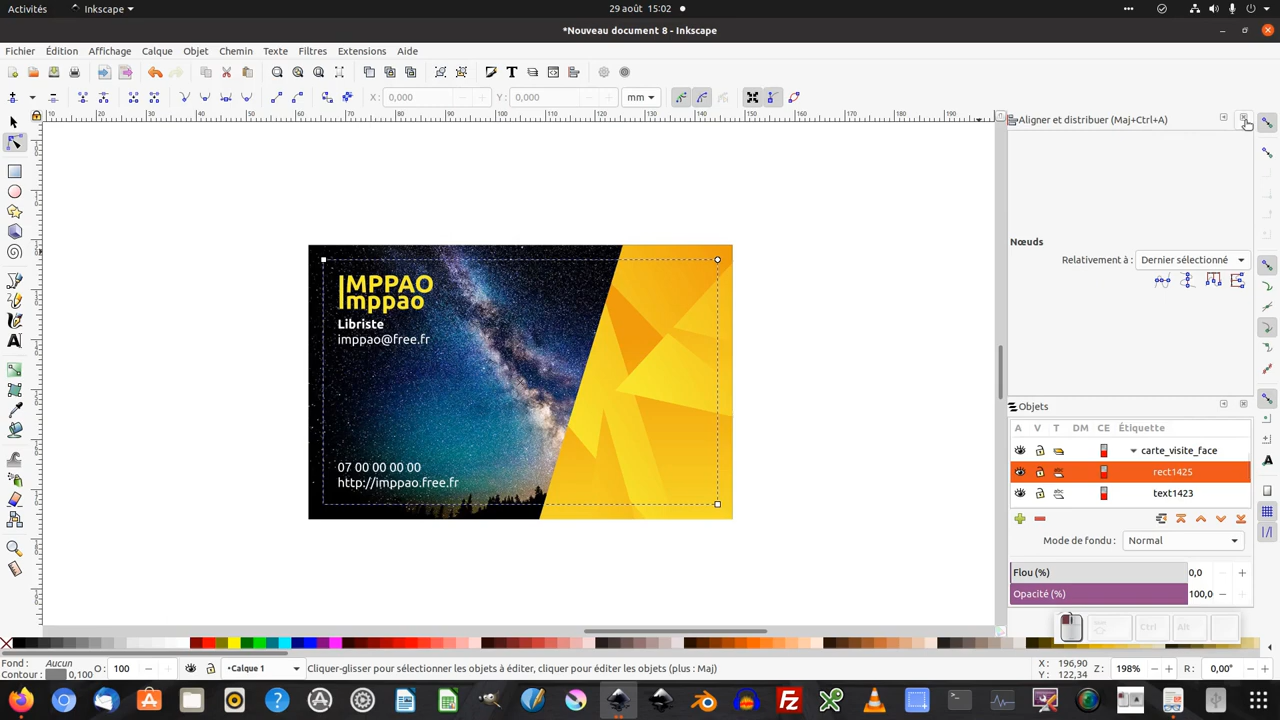 Activités
Inkscape
29 août 15:02
*Nouveau document 8 - Inkscape
Fichier Édition Affichage Calque Objet Chemin Texte Filtres Extensions Aide
X: 0,000 Y: 0,000 mm
Aligner et distribuer (Maj+Ctrl+A)
Nœuds
Relativement à : Dernier sélectionné
IMPPAO
Imppao
Libriste
imppao@free.fr
07 00 00 00 00
http://imppao.free.fr
Objets
A V T DM CE Étiquette
carte_visite_face
rect1425
text1423
Mode de fondu : Normal
Flou (%) 0,0
Opacité (%) 100,0
Ctrl Alt
Fond : Aucun
Contour : 0,100
O: 100
•Calque 1
Cliquer-glisser pour sélectionner les objets à éditer, cliquer pour éditer les objets (plus : Maj)
X: 196,90
Y: 122,34
Z: 198%
R: 0,00°